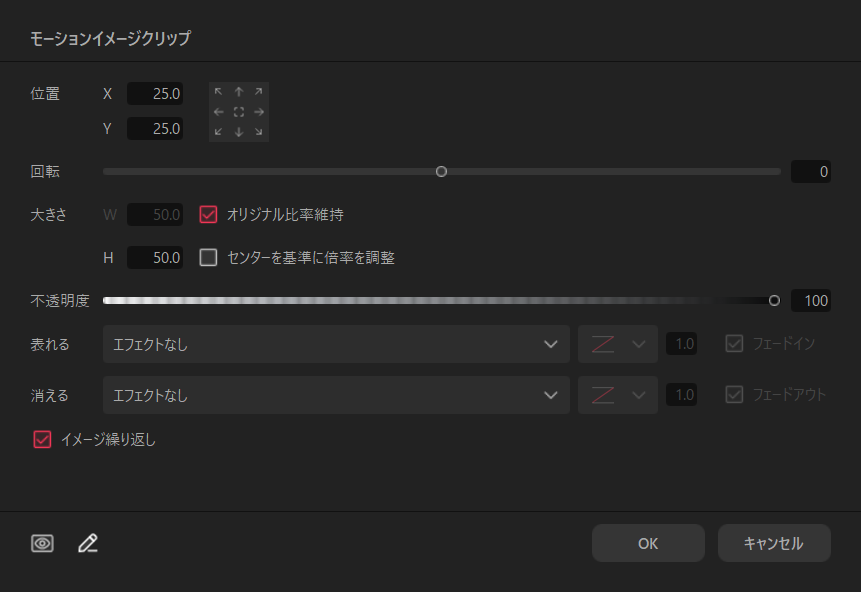 モーションイメージクリップ
位置 X 25.0
Y 25.0
回転 0
大きさ W 50.0 オリジナル比率維持
H 50.0 センターを基準に倍率を調整
不透明度 100
表れる エフェクトなし 1.0 フェードイン
消える エフェクトなし 1.0 フェードアウト
イメージ繰り返し
OK キャンセル